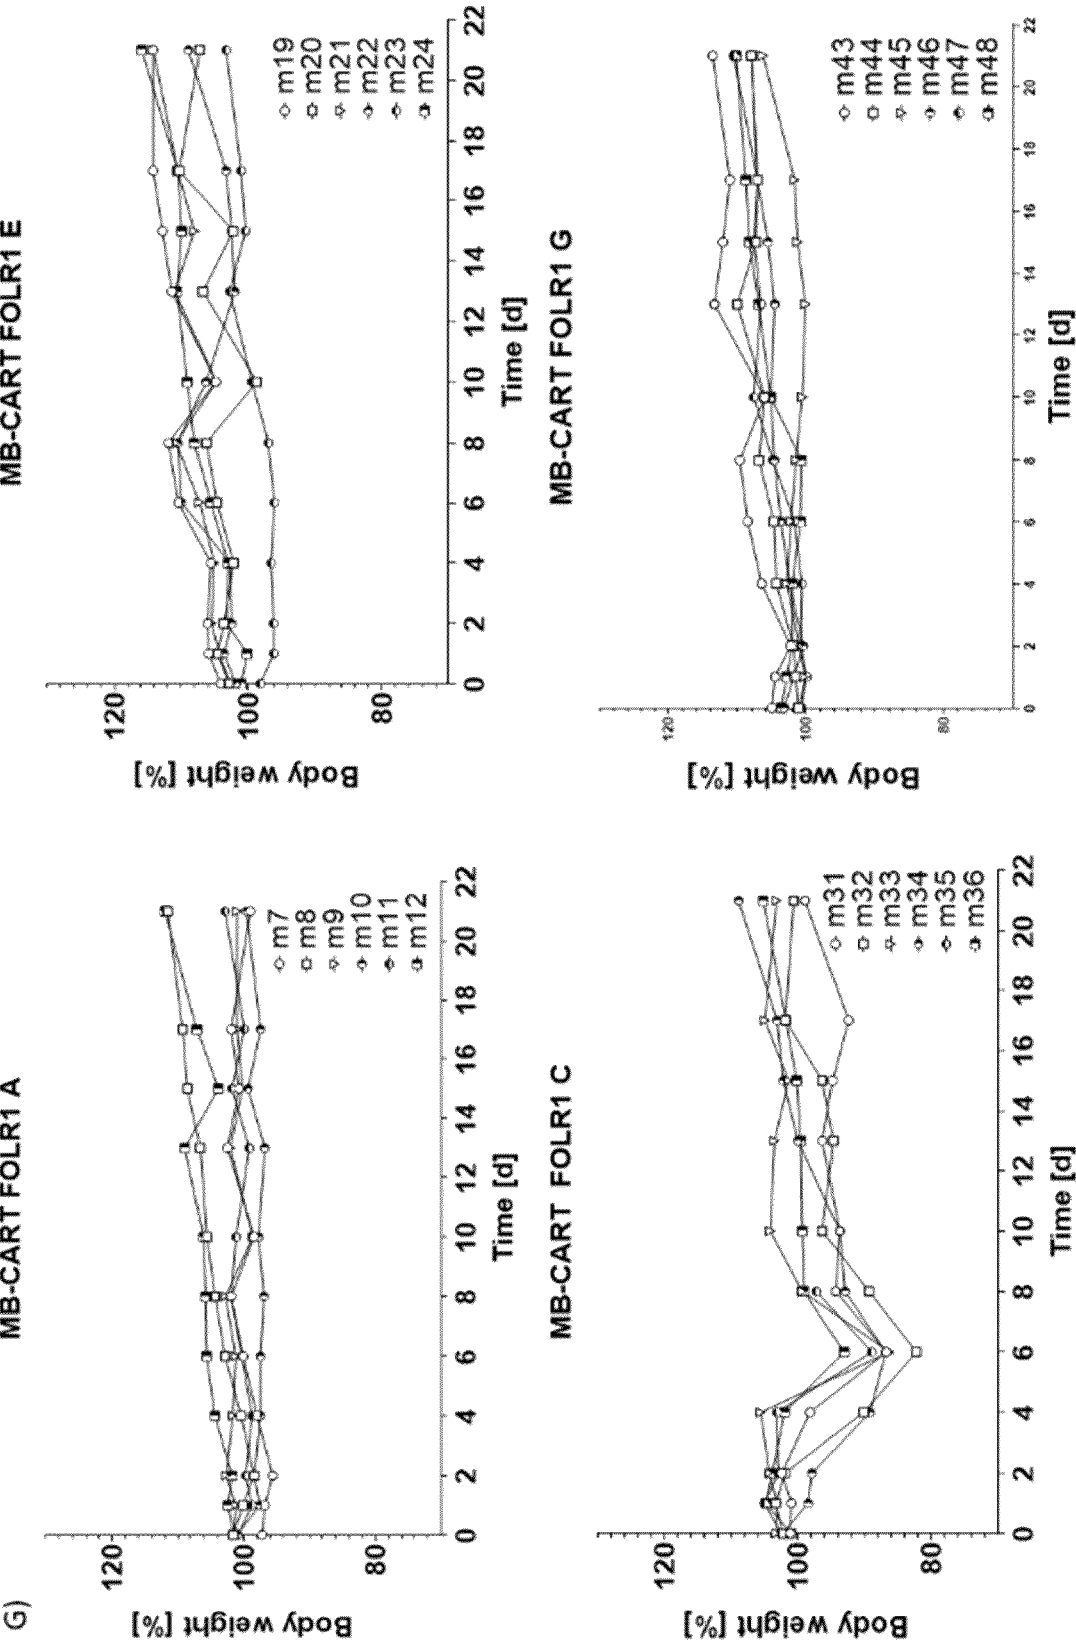 G)
MB-CART FOLR1 A
Body weight [%]
120
100
80
0 2 4 6 8 10 12 14 16 18 20 22
Time [d]
m7
m8
m9
m10
m11
m12
MB-CART FOLR1 E
Body weight [%]
120
100
80
0 2 4 6 8 10 12 14 16 18 20 22
Time [d]
m19
m20
m21
m22
m23
m24
MB-CART FOLR1 C
Body weight [%]
120
100
80
0 2 4 6 8 10 12 14 16 18 20 22
Time [d]
m31
m32
m33
m34
m35
m36
MB-CART FOLR1 G
Body weight [%]
120
100
80
0 2 4 6 8 10 12 14 16 18 20 22
Time [d]
m43
m44
m45
m46
m47
m48